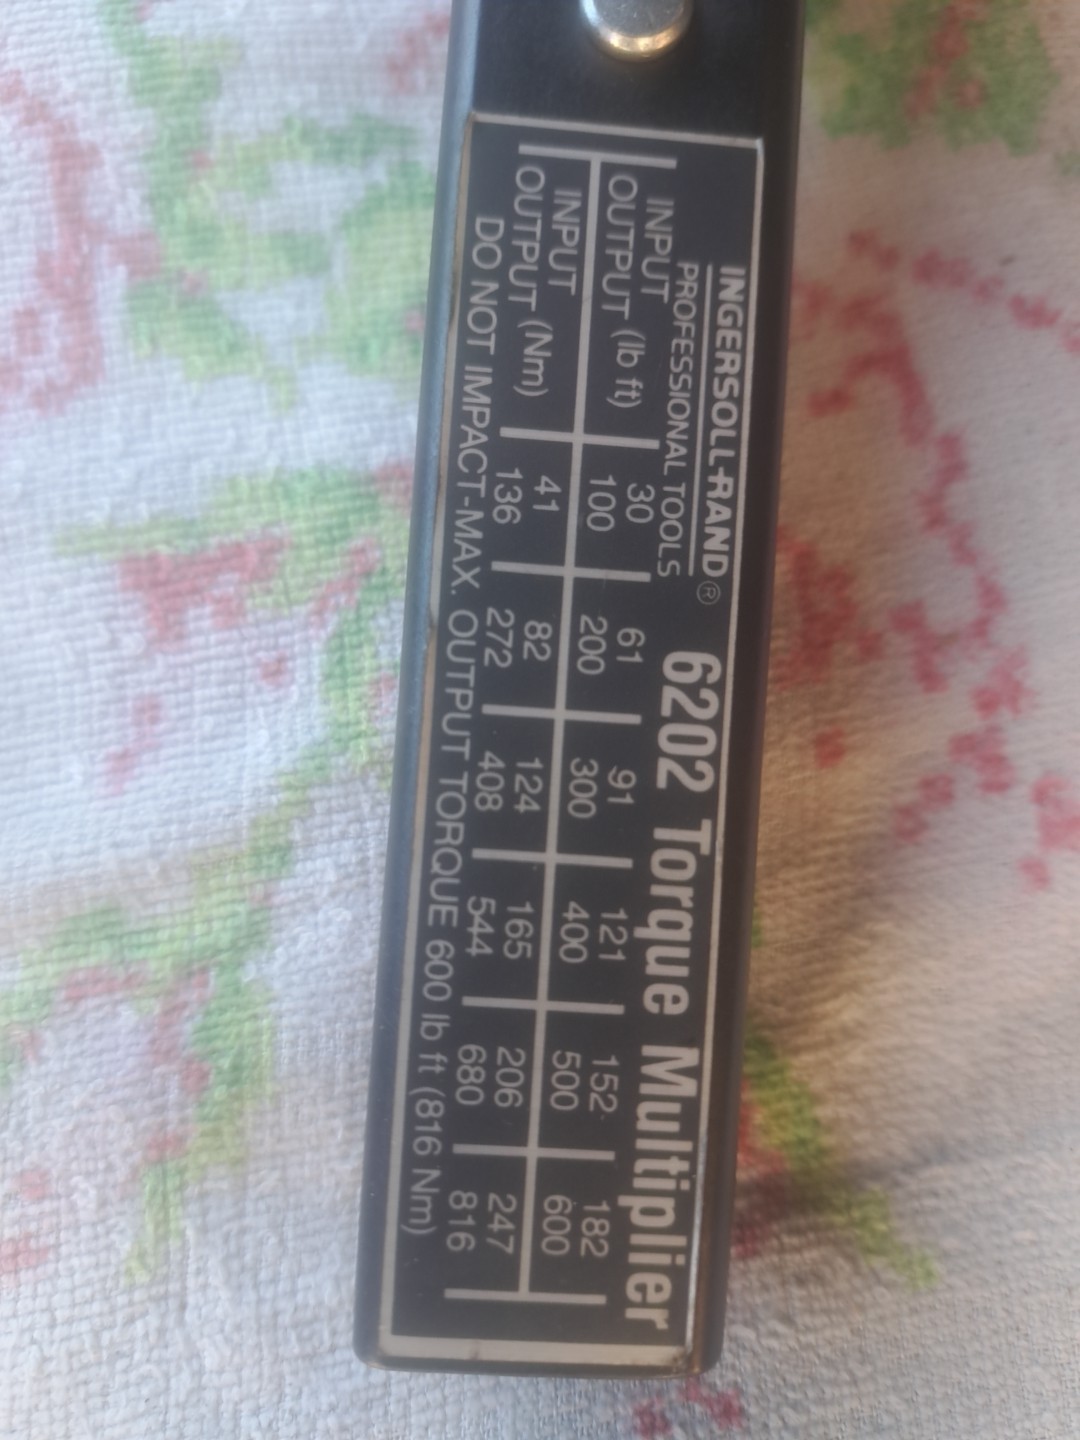 INGERSOLL-RAND®
PROFESSIONAL TOOLS
6202 Torque Multiplier
INPUT 30 61 91 121 152 182
OUTPUT (lb ft) 100 200 300 400 500 600
INPUT 41 82 124 165 206 247
OUTPUT (Nm) 136 272 408 544 680 816
DO NOT IMPACT-MAX. OUTPUT TORQUE 600 lb ft (816 Nm)